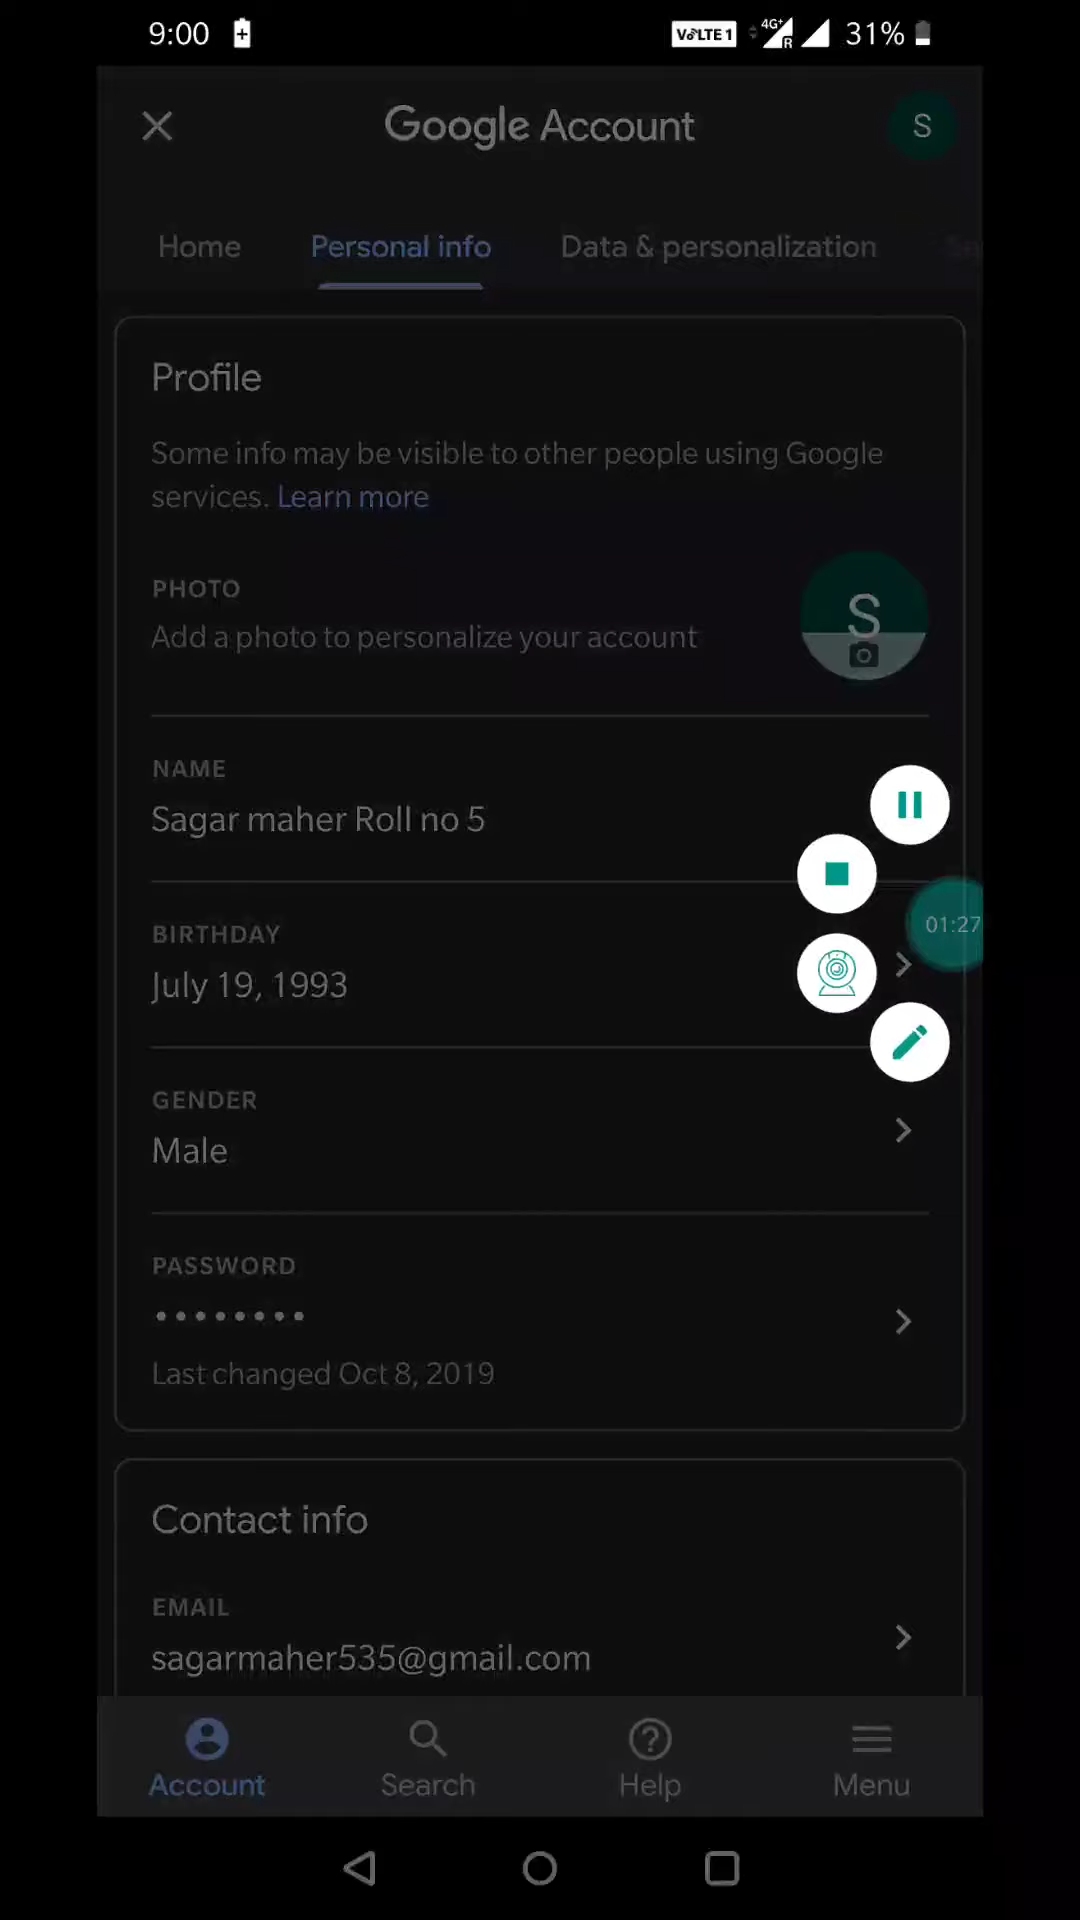 9:00
VoLTE 1 4G+ R 31%
Google Account
S
Home Personal info Data & personalization
Profile
Some info may be visible to other people using Google
services. Learn more
PHOTO
Add a photo to personalize your account
S
NAME
Sagar maher Roll no 5
01:27
BIRTHDAY
July 19, 1993
GENDER
Male
PASSWORD
••••••••
Last changed Oct 8, 2019
Contact info
EMAIL
sagarmaher535@gmail.com
Account Search Help Menu